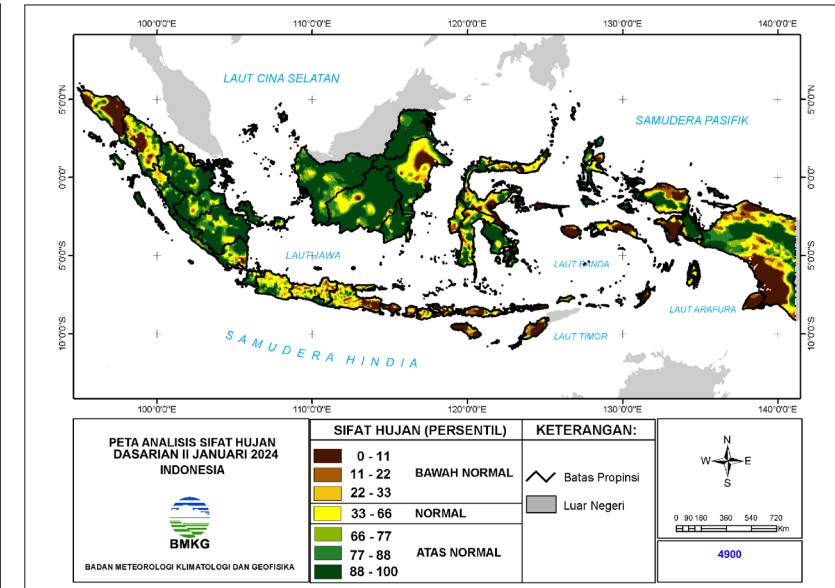 100°0'0"E 110°0'0"E 120°0'0"E 130°0'0"E 140°0'0"E
5°0'0"N 5°0'0"N
0°0'0" 0°0'0"
5°0'0"S 5°0'0"S
10°0'0"S 10°0'0"S
LAUT CINA SELATAN
SAMUDERA PASIFIK
LAUT JAWA
LAUT BANDA
LAUT ARAFURA
LAUT TIMOR
SAMUDERA HINDIA
100°0'0"E 110°0'0"E 120°0'0"E 130°0'0"E 140°0'0"E
PETA ANALISIS SIFAT HUJAN
DASARIAN II JANUARI 2024
INDONESIA
BMKG
BADAN METEOROLOGI KLIMATOLOGI DAN GEOFISIKA
SIFAT HUJAN (PERSENTIL)
0 - 11
11 - 22 BAWAH NORMAL
22 - 33
33 - 66 NORMAL
66 - 77
77 - 88 ATAS NORMAL
88 - 100
KETERANGAN:
Batas Propinsi
Luar Negeri
N
W E
S
0 90 180 360 540 720
Km
4900